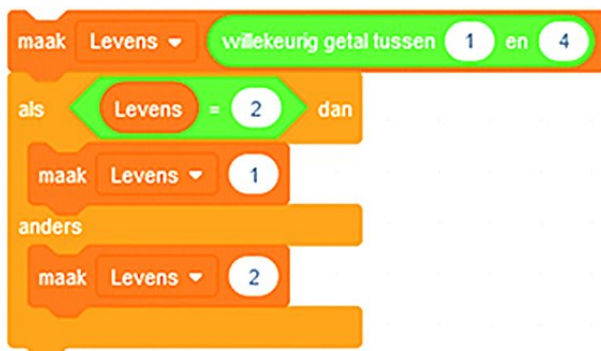 maak Levens willekeurig getal tussen 1 en 4
als Levens = 2 dan
maak Levens 1
anders
maak Levens 2